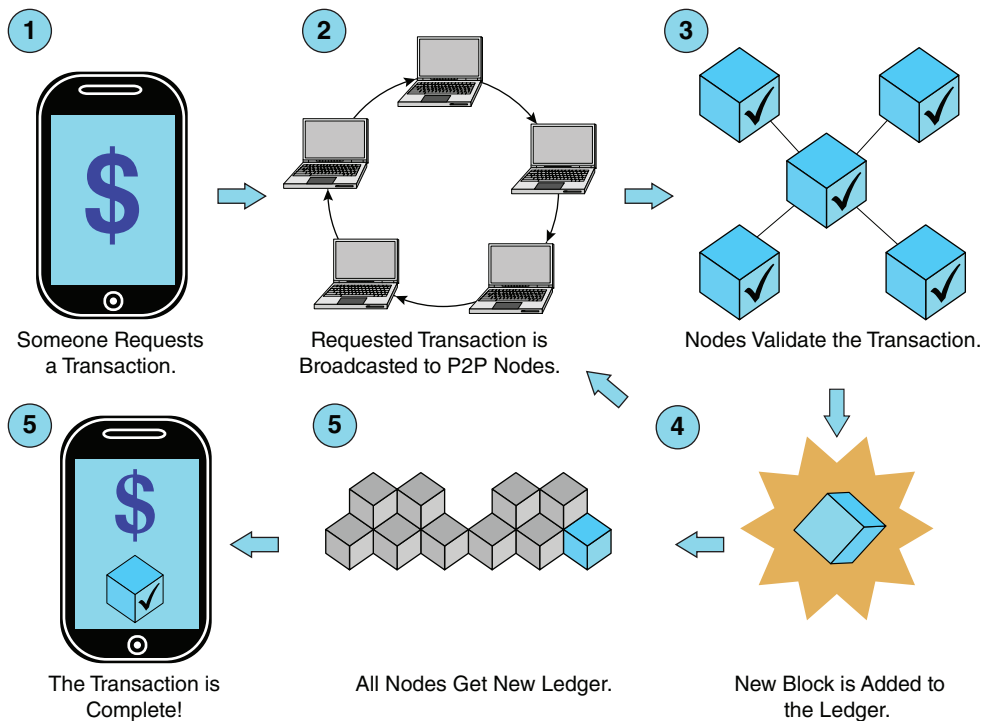 1
2
3
$
Someone Requests
a Transaction.
Requested Transaction is
Broadcasted to P2P Nodes.
Nodes Validate the Transaction.
5
5
4
$
The Transaction is
Complete!
All Nodes Get New Ledger.
New Block is Added to
the Ledger.